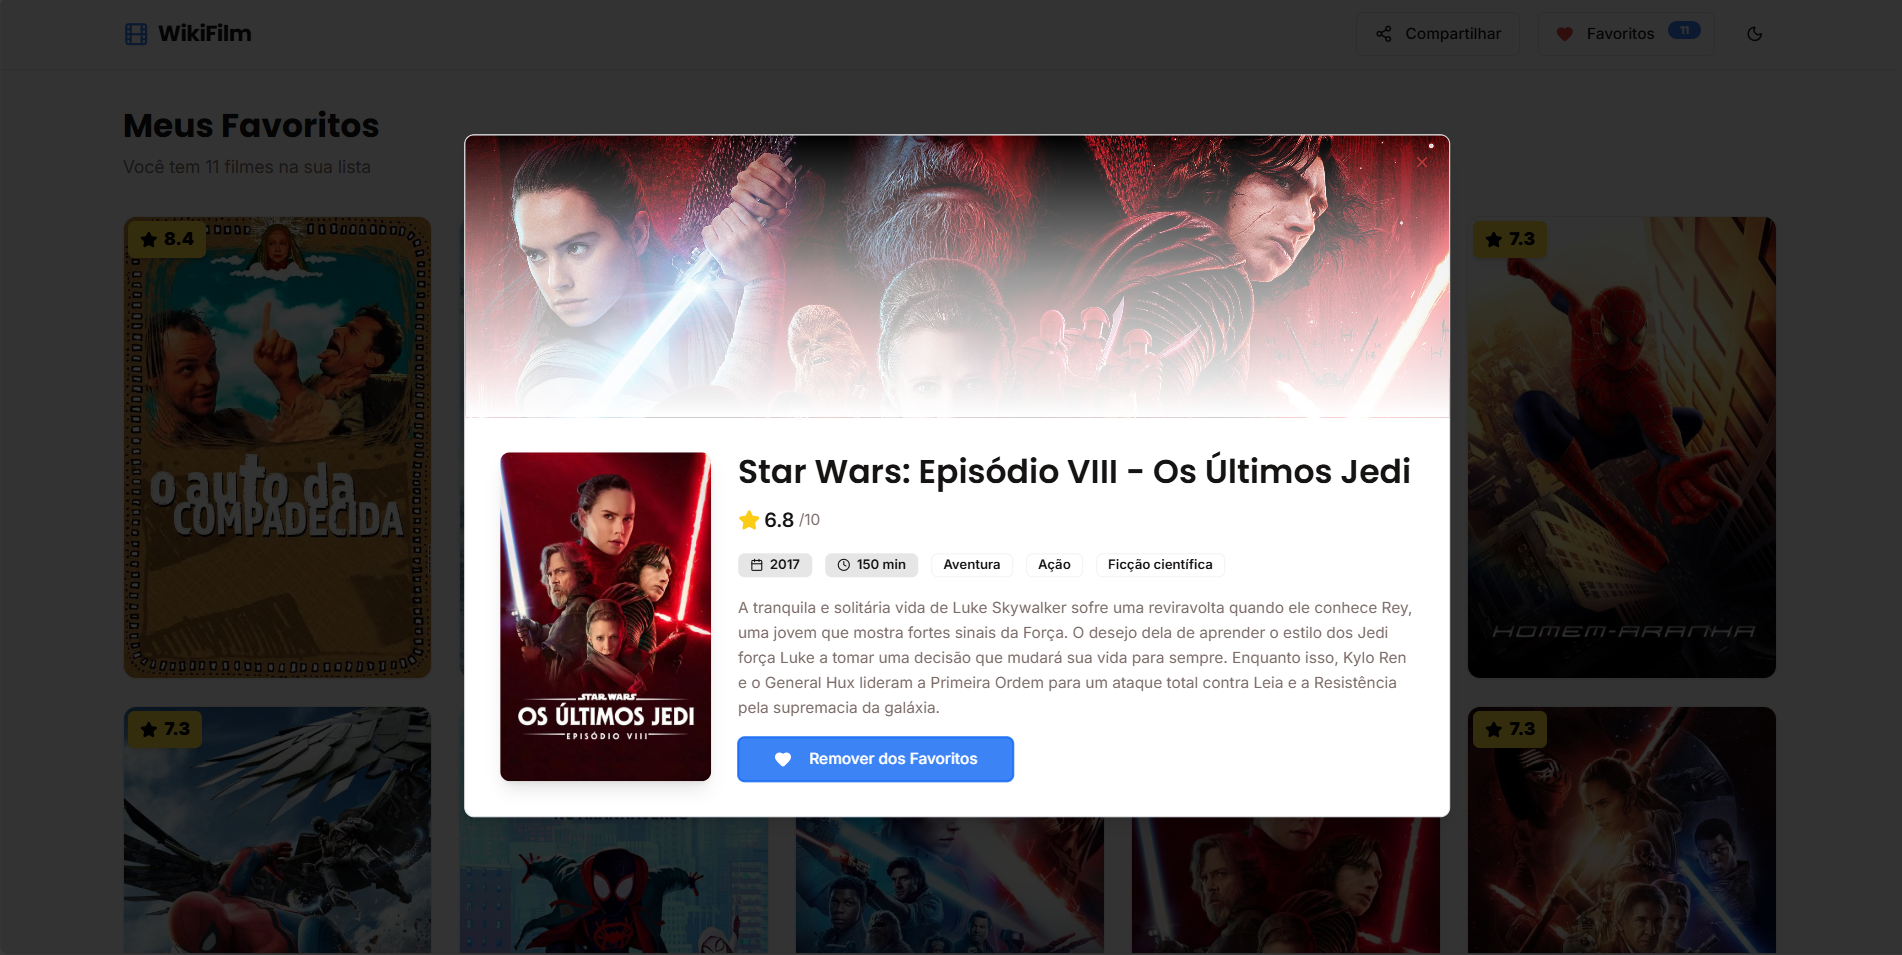 WikiFilm
Compartilhar
Favoritos
11
Meus Favoritos
Você tem 11 filmes na sua lista
8.4
o auto da
COMPADECIDA
7.3
HOMEM-ARANHA
Star Wars: Episódio VIII - Os Últimos Jedi
6.8 /10
2017
150 min
Aventura
Ação
Ficção científica
A tranquila e solitária vida de Luke Skywalker sofre uma reviravolta quando ele conhece Rey,
uma jovem que mostra fortes sinais da Força. O desejo dela de aprender o estilo dos Jedi
força Luke a tomar uma decisão que mudará sua vida para sempre. Enquanto isso, Kylo Ren
e o General Hux lideram a Primeira Ordem para um ataque total contra Leia e a Resistência
pela supremacia da galáxia.
STAR WARS
OS ÚLTIMOS JEDI
EPISÓDIO VIII
Remover dos Favoritos
7.3
7.3